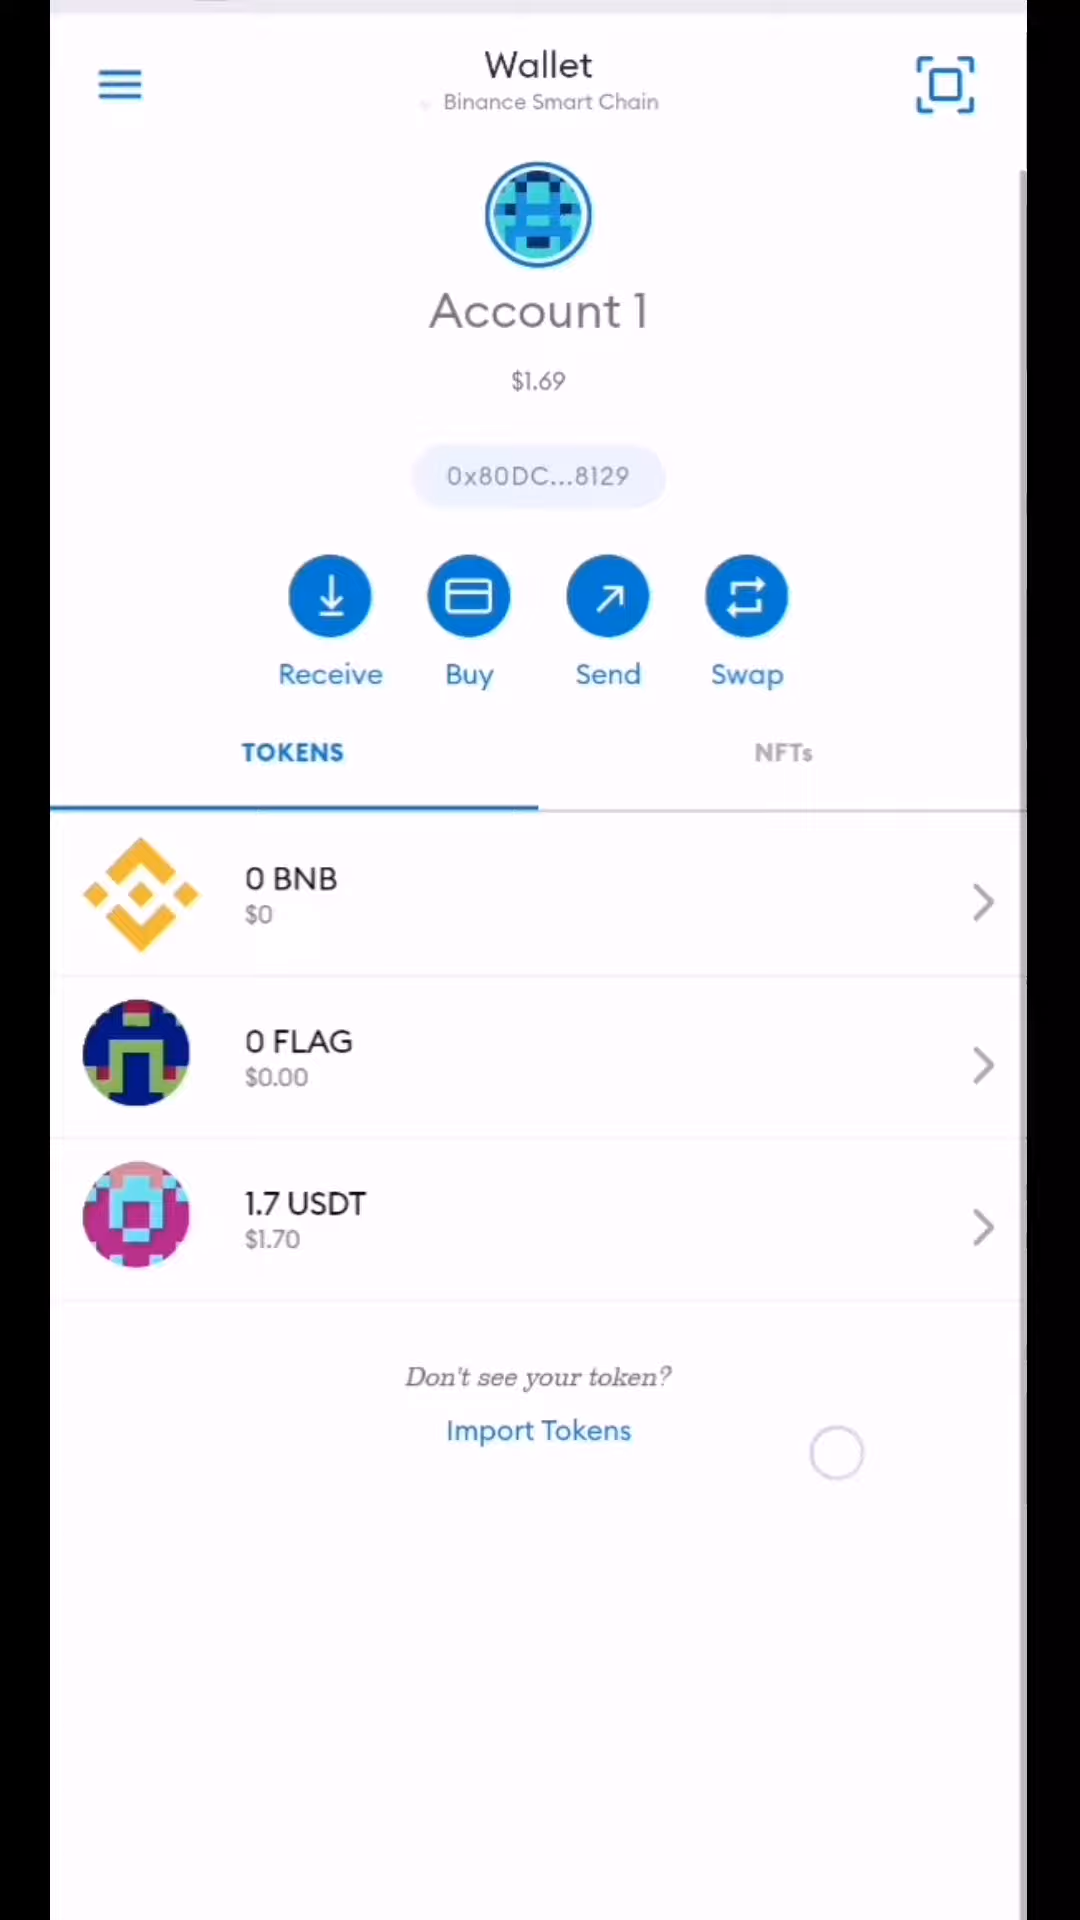 Wallet
Binance Smart Chain
Account 1
$1.69
0x80DC...8129
Receive
Buy
Send
Swap
TOKENS
NFTs
0 BNB
$0
0 FLAG
$0.00
1.7 USDT
$1.70
Don't see your token?
Import Tokens